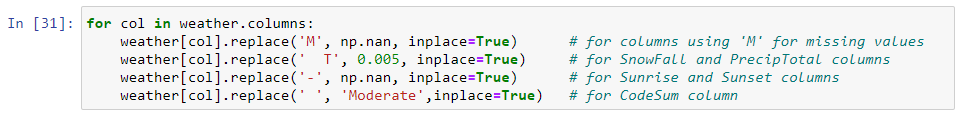 In [31]: for col in weather.columns:
    weather[col].replace('M', np.nan, inplace=True)      # for columns using 'M' for missing values
    weather[col].replace('  T', 0.005, inplace=True)     # for SnowFall and PrecipTotal columns
    weather[col].replace('-', np.nan, inplace=True)      # for Sunrise and Sunset columns
    weather[col].replace(' ', 'Moderate',inplace=True)   # for CodeSum column